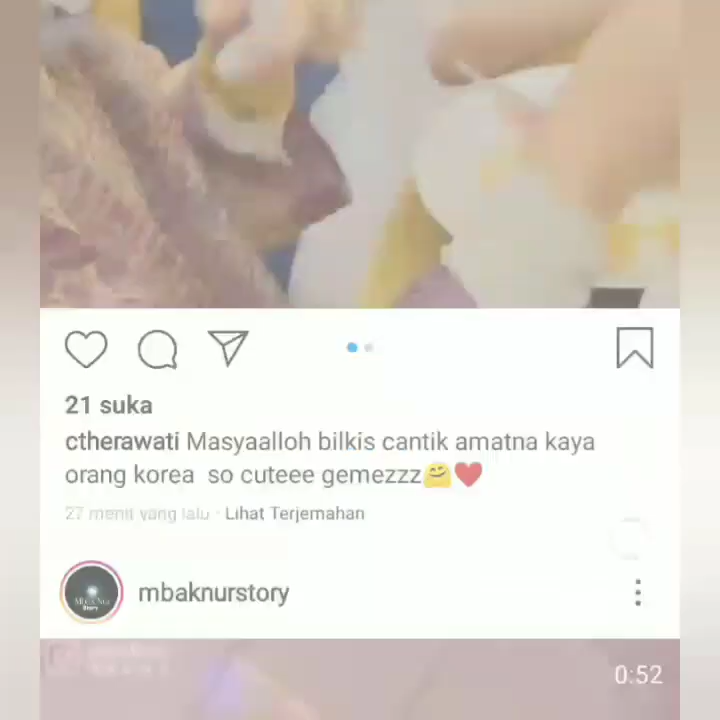 21 suka
ctherawati Masyaalloh bilkis cantik amatna kaya
orang korea so cuteee gemezzz🤗❤️
27 menit yang lalu · Lihat Terjemahan
mbaknurstory
0:52